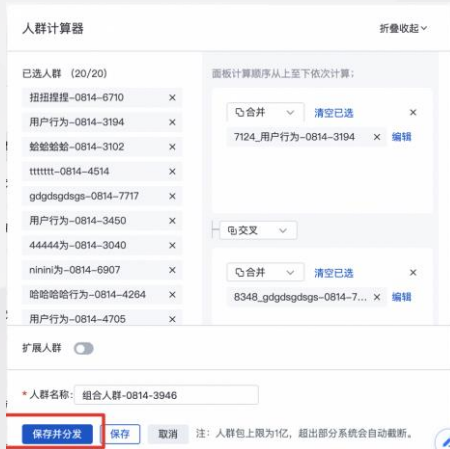 人群计算器
折叠收起
已选人群 (20/20)
扭扭捏捏-0814-6710 ×
用户行为-0814-3194 ×
蛤蛤蛤蛤-0814-3102 ×
ttttttt-0814-4514 ×
gdgdsgdsgs-0814-7717 ×
用户行为-0814-3450 ×
44444为-0814-3040 ×
ninini为-0814-6907 ×
哈哈哈哈行为-0814-4264 ×
用户行为-0814-4705 ×
面板计算顺序从上至下依次计算;
合并 清空已选 ×
7124_用户行为-0814-3194 × 编辑
交叉
合并 清空已选 ×
8348_gdgdsgdsgs-0814-7... × 编辑
扩展人群
* 人群名称: 组合人群-0814-3946
保存并分发 保存 取消 注：人群包上限为1亿，超出部分系统会自动截断。